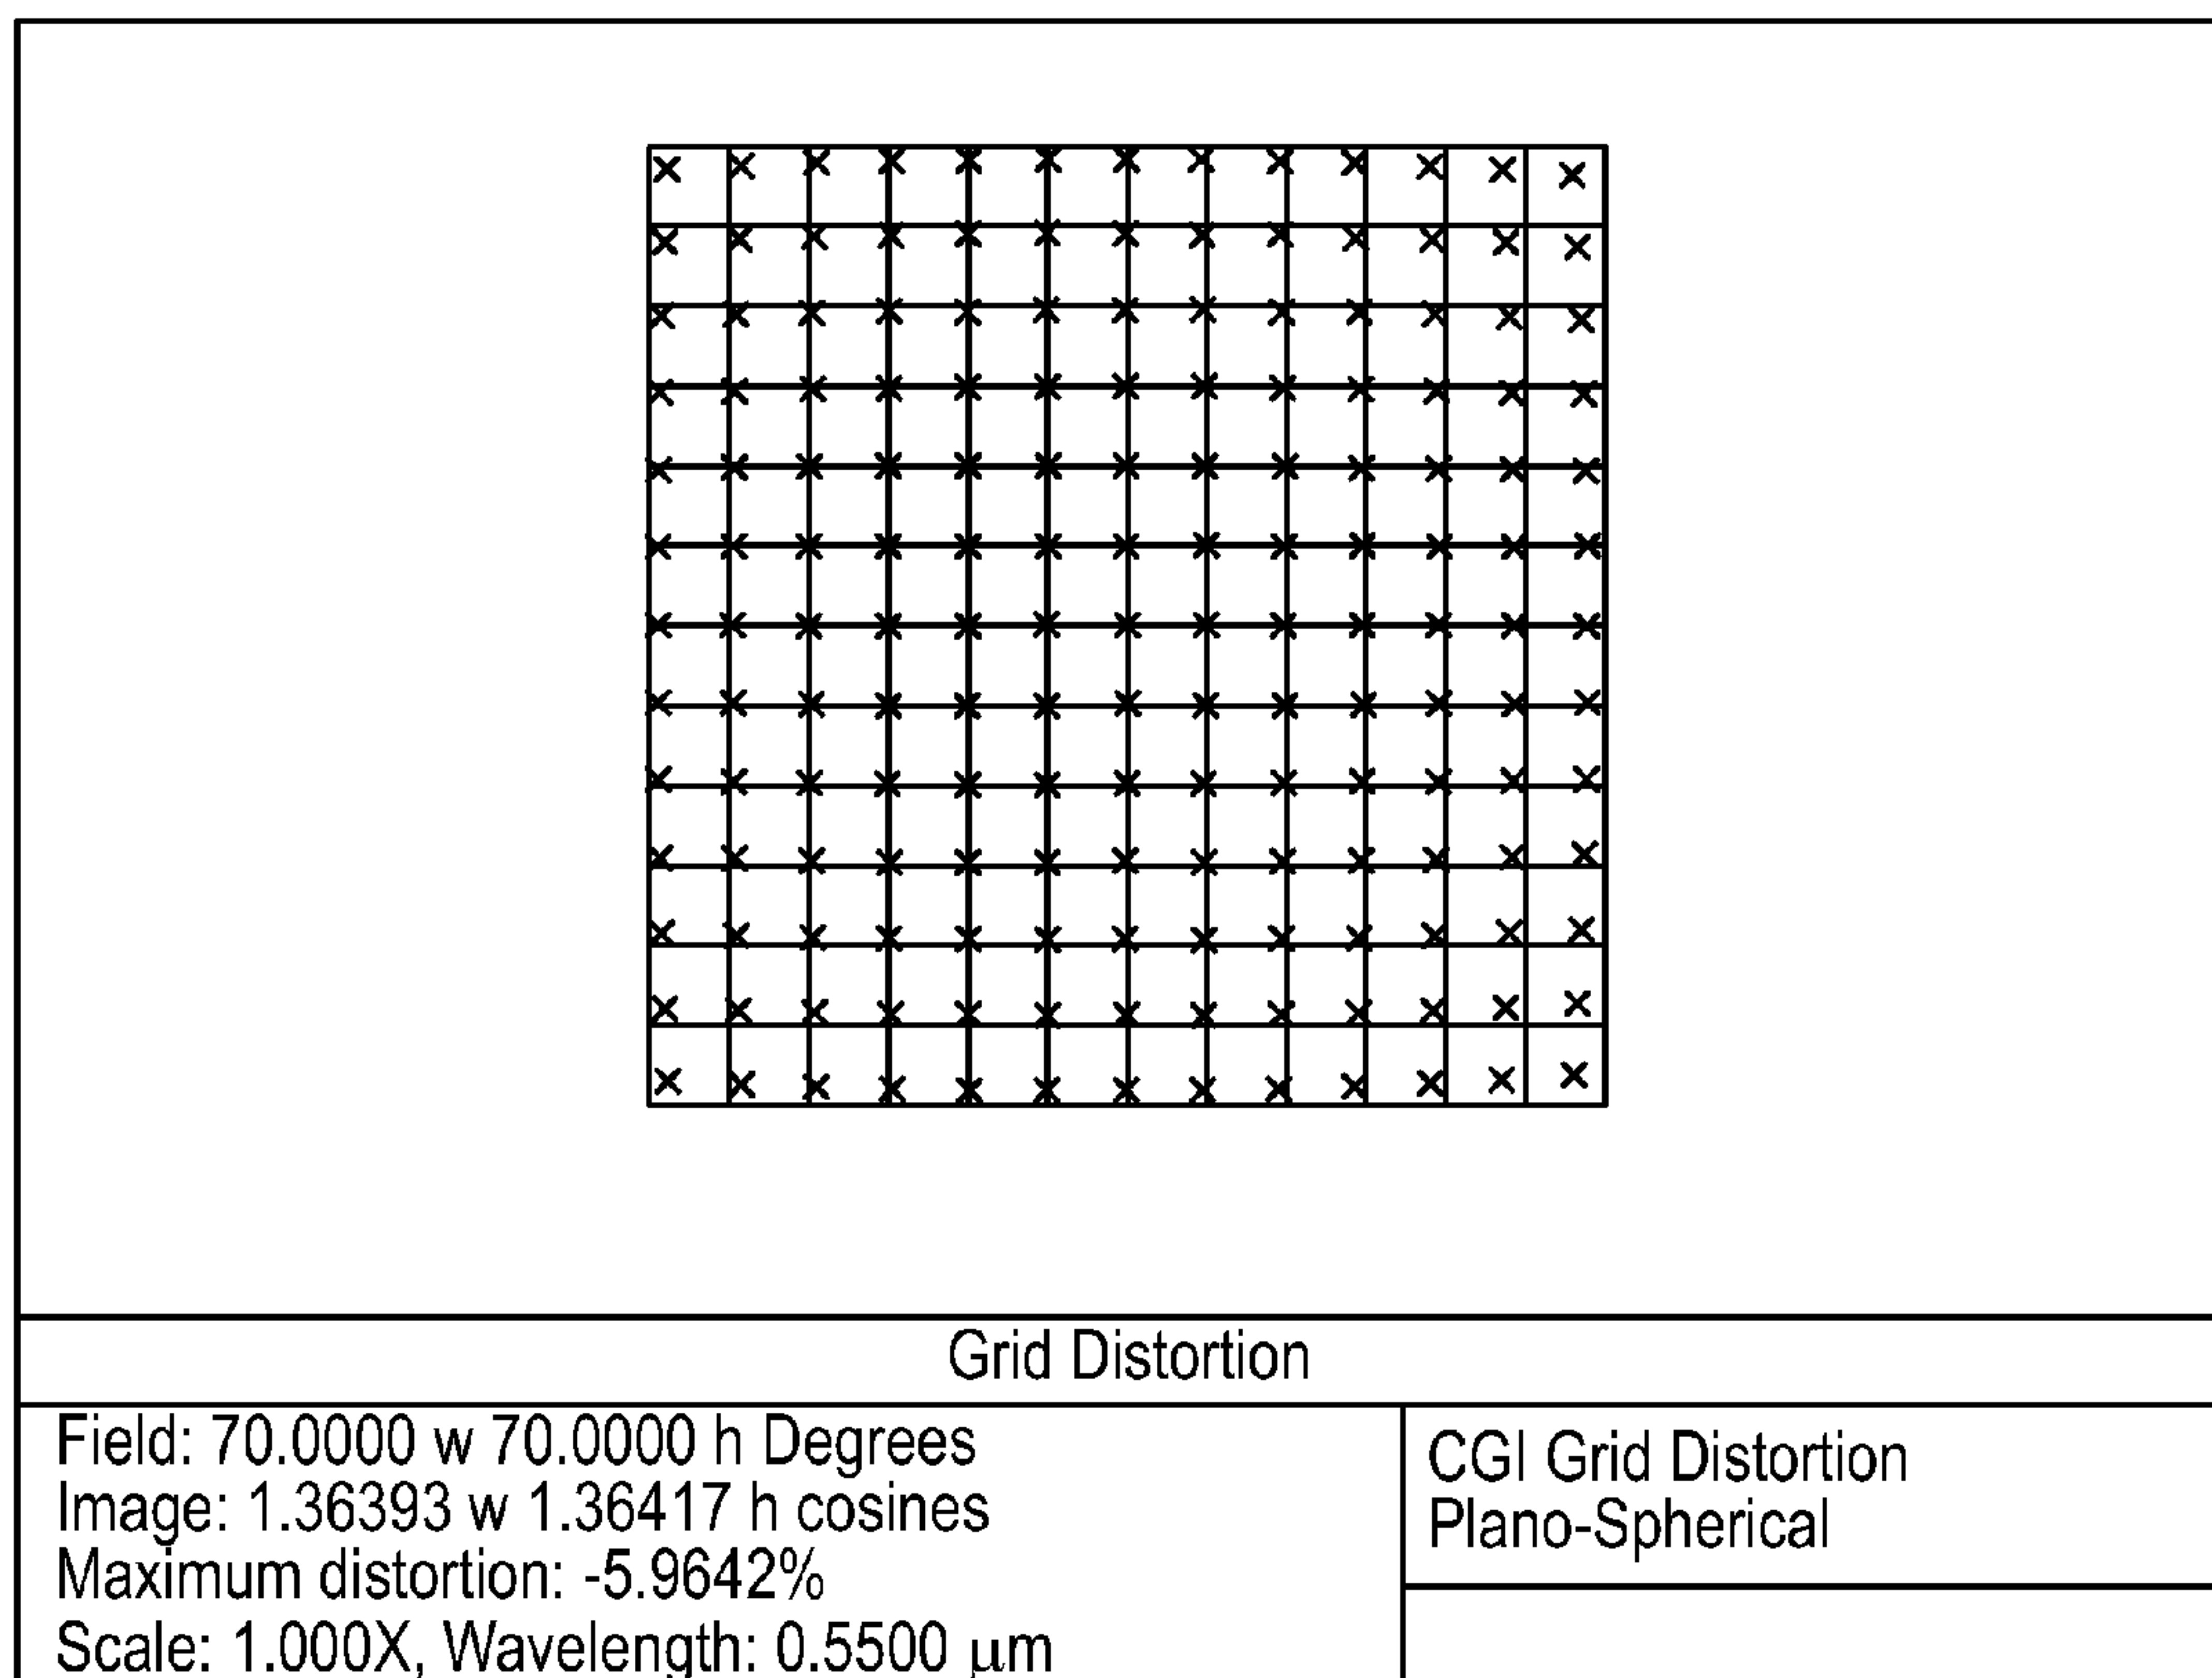 Grid Distortion
Field: 70.0000 w 70.0000 h Degrees
Image: 1.36393 w 1.36417 h cosines
Maximum distortion: -5.9642%
Scale: 1.000X, Wavelength: 0.5500 μm
CGI Grid Distortion
Plano-Spherical